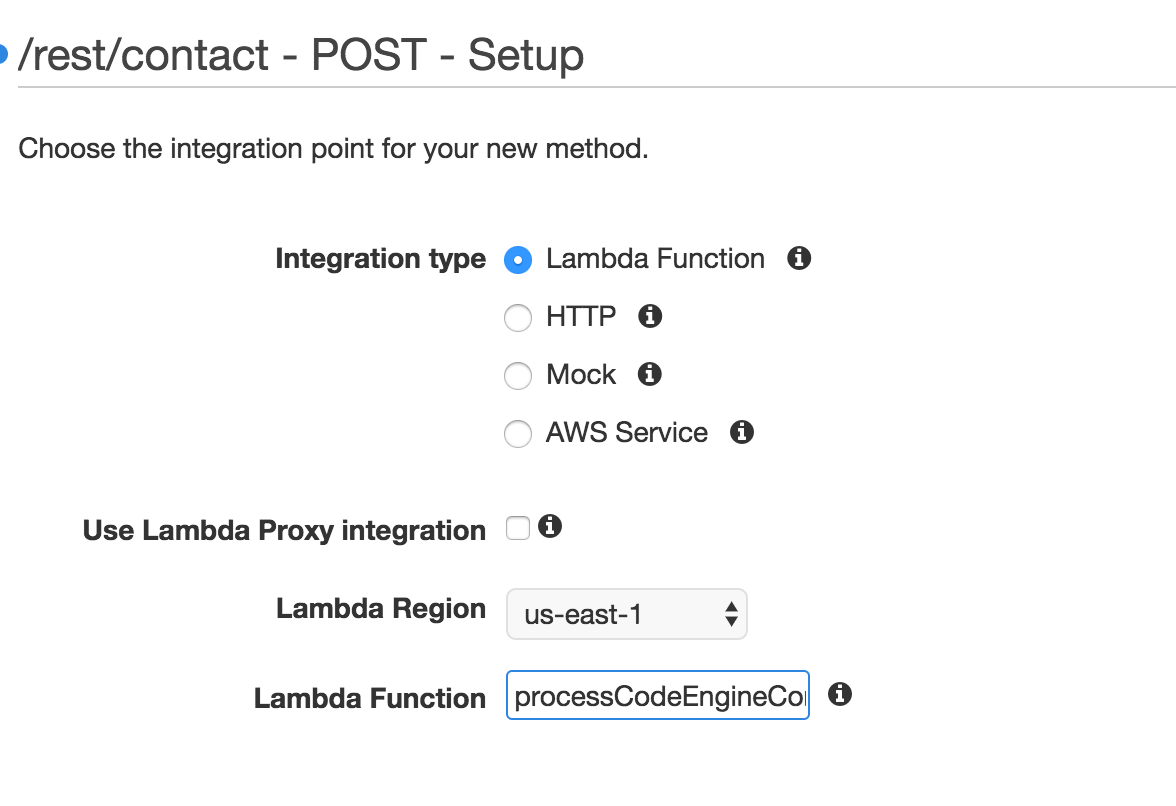 /rest/contact - POST - Setup
Choose the integration point for your new method.
Integration type Lambda Function
HTTP
Mock
AWS Service
Use Lambda Proxy integration
Lambda Region us-east-1
Lambda Function processCodeEngineCo